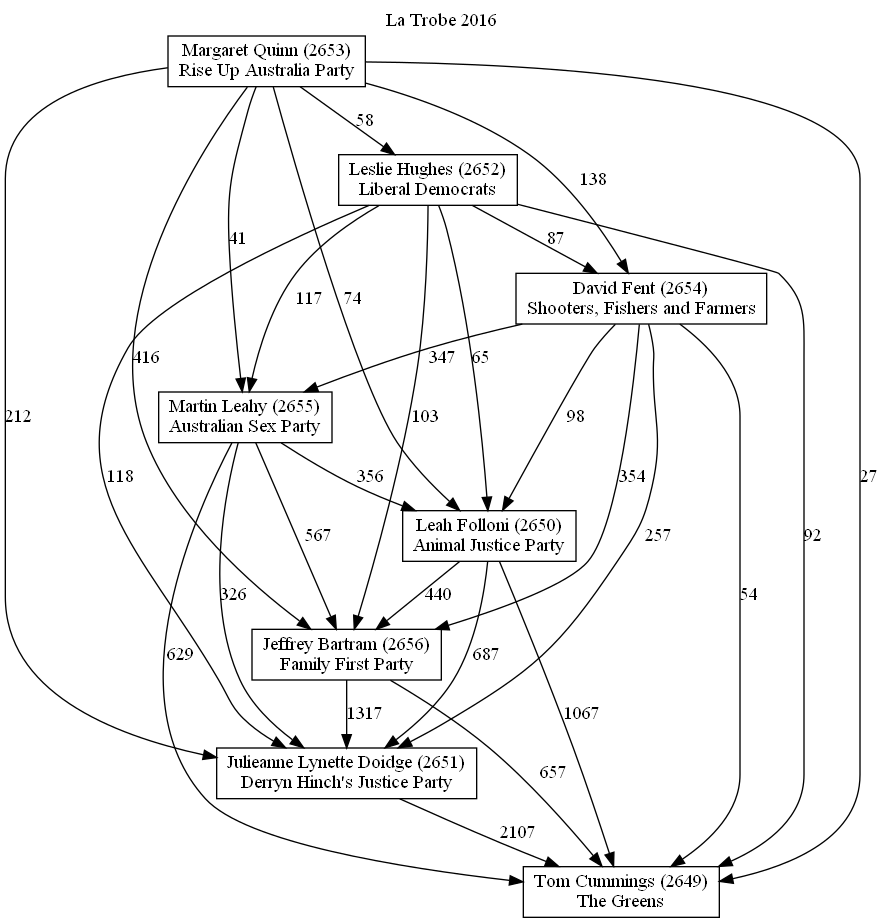 La Trobe 2016
Margaret Quinn (2653)
Rise Up Australia Party
58
Leslie Hughes (2652)
Liberal Democrats
138
41
87
David Fent (2654)
Shooters, Fishers and Farmers
117
74
416
347
65
Martin Leahy (2655)
Australian Sex Party
212
103
118
356
98
354
27
Leah Folloni (2650)
Animal Justice Party
567
257
92
326
440
54
Jeffrey Bartram (2656)
Family First Party
629
687
1317
1067
Julieanne Lynette Doidge (2651)
Derryn Hinch's Justice Party
657
2107
Tom Cummings (2649)
The Greens